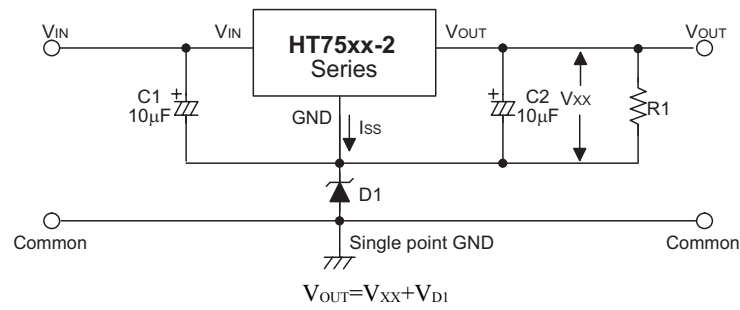 VIN VIN HT75xx-2 VOUT VOUT
Series
C1 C2 VXX
10μF GND ISS 10μF R1
D1
Common Single point GND Common
VOUT=VXX+VD1